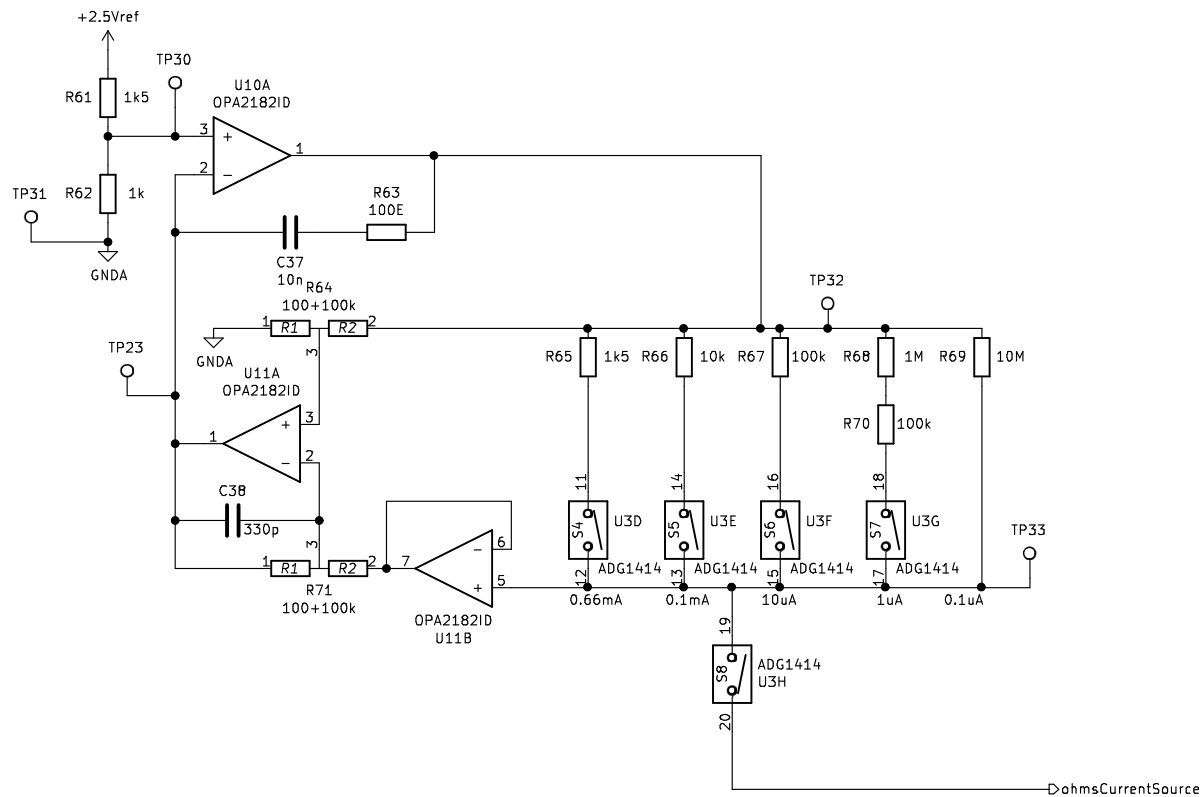 +2.5Vref
TP30
U10A
OPA2182ID
R61 1k5
3
+
1
2
−
R62 1k
TP31
GNDA
R63
100E
C37
10n
R64
100+100k
TP32
1 R1 R2 2
3
GNDA
TP23
U11A
OPA2182ID
R65 1k5
R66 10k
R67 100k
R68 1M
R69 10M
R70 100k
1
+ 3
− 2
11 14 16 18
C38
330p
S4 U3D
S5 U3E
S6 U3F
S7 U3G
TP33
3
1 R1 R2 2
7
− 6
+ 5
ADG1414
ADG1414
ADG1414
ADG1414
12 13 15 17
R71
100+100k
0.66mA
0.1mA
10uA
1uA
0.1uA
OPA2182ID
U11B
19
S8
ADG1414
U3H
20
ohmsCurrentSource